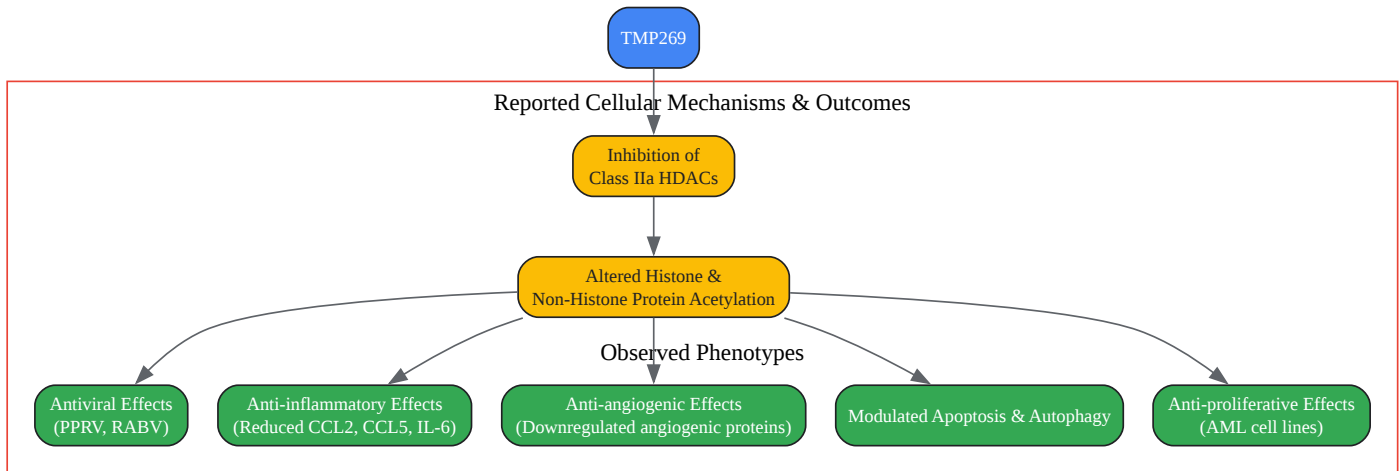 TMP269
Reported Cellular Mechanisms & Outcomes
Inhibition of
Class IIa HDACs
Altered Histone &
Non-Histone Protein Acetylation
Observed Phenotypes
Antiviral Effects
(PPRV, RABV)
Anti-inflammatory Effects
(Reduced CCL2, CCL5, IL-6)
Anti-angiogenic Effects
(Downregulated angiogenic proteins)
Modulated Apoptosis & Autophagy
Anti-proliferative Effects
(AML cell lines)